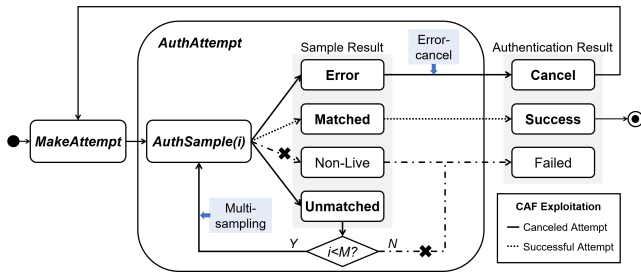 AuthAttempt
Sample Result
Error-
cancel
Authentication Result
Error
Cancel
MakeAttempt
AuthSample(i)
Matched
Success
Non-Live
Failed
Multi-
sampling
Unmatched
Y
i<M?
N
CAF Exploitation
Canceled Attempt
Successful Attempt